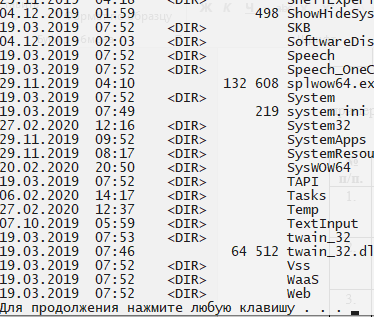 04.12.2019 01:59 498 ShowHideSys
19.03.2019 07:52 <DIR> SKB
04.12.2019 02:03 <DIR> SoftwareDis
19.03.2019 07:52 <DIR> Speech
19.03.2019 07:52 <DIR> Speech_OneC
29.11.2019 04:10 132 608 splwow64.ex
19.03.2019 07:52 <DIR> System
19.03.2019 07:49 219 system.ini
27.02.2020 12:16 <DIR> System32
29.11.2019 09:52 <DIR> SystemApps
29.11.2019 08:17 <DIR> SystemResou
20.02.2020 20:50 <DIR> SysWOW64
19.03.2019 07:52 <DIR> TAPI
06.02.2020 14:17 <DIR> Tasks
27.02.2020 12:37 <DIR> Temp
07.10.2019 05:59 <DIR> TextInput
19.03.2019 07:53 <DIR> twain_32
19.03.2019 07:46 64 512 twain_32.dl
19.03.2019 07:52 <DIR> Vss
19.03.2019 07:52 <DIR> WaaS
19.03.2019 07:52 <DIR> Web
Для продолжения нажмите любую клавишу . . .